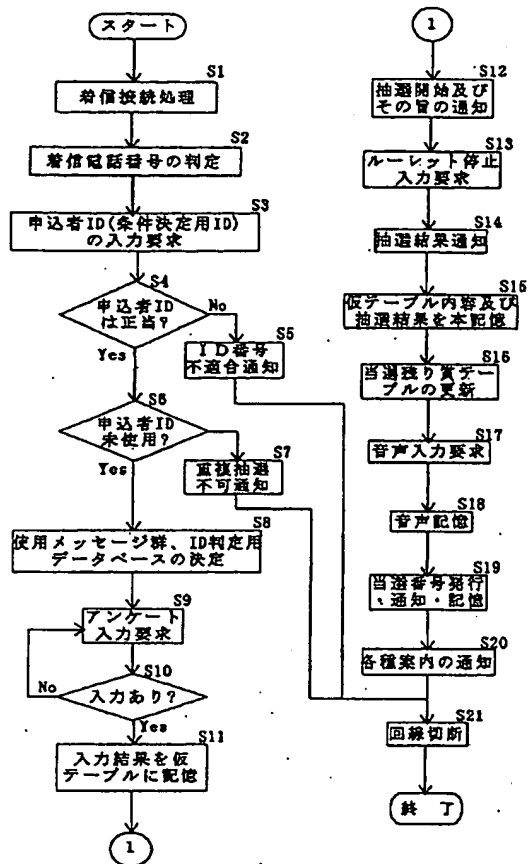 スタート
S1
着信接続処理
S2
着信電話番号の判定
S3
申込者ID(条件決定用ID)
の入力要求
S4
申込者ID
は正当?
No
Yes
S5
ID番号
不適合通知
S6
申込者ID
未使用?
Yes
S7
重複抽選
不可通知
S8
使用メッセージ群、ID判定用
データベースの決定
S9
アンケート
入力要求
S10
入力あり?
No
Yes
S11
入力結果を仮
テーブルに記憶
1
1
S12
抽選開始及び
その旨の通知
S13
ルーレット停止
入力要求
S14
抽選結果通知
S15
仮テーブル内容及び
抽選結果を本記憶
S16
当選残り賞テー
ブルの更新
S17
音声入力要求
S18
音声記憶
S19
当選番号発行
、通知・記憶
S20
各種案内の通知
S21
回線切断
終 了